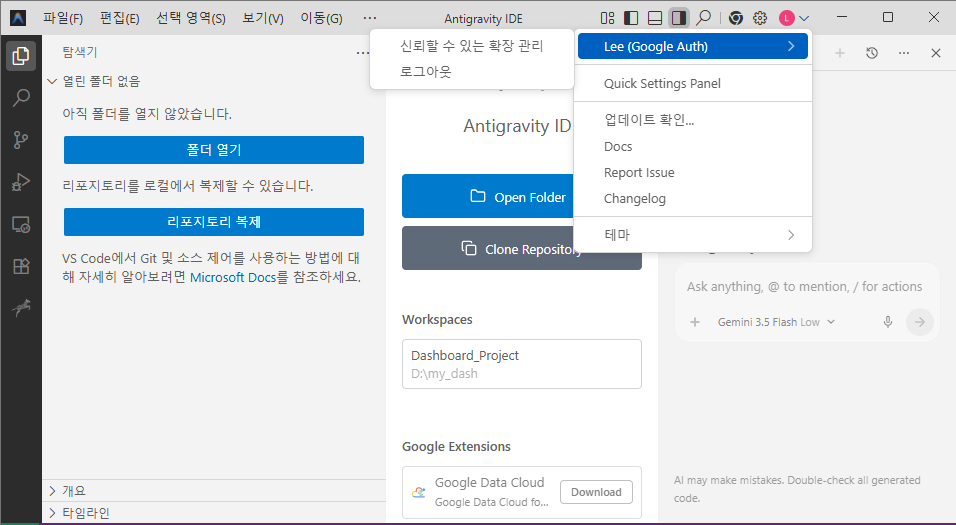 파일(F) 편집(E) 선택 영역(S) 보기(V) 이동(G) ··· Antigravity IDE L
탐색기 ···
열린 폴더 없음
아직 폴더를 열지 않았습니다.
폴더 열기
리포지토리를 로컬에서 복제할 수 있습니다.
리포지토리 복제
VS Code에서 Git 및 소스 제어를 사용하는 방법에 대
해 자세히 알아보려면 Microsoft Docs를 참조하세요.
개요
타임라인
신뢰할 수 있는 확장 관리
로그아웃
Lee (Google Auth)
Quick Settings Panel
업데이트 확인...
Docs
Report Issue
Changelog
테마
Antigravity ID
Open Folder
Clone Repository
Workspaces
Dashboard_Project
D:\my_dash
Google Extensions
Google Data Cloud
Google Data Cloud fo...
Download
Ask anything, @ to mention, / for actions
Gemini 3.5 Flash Low
AI may make mistakes. Double-check all generated
code.